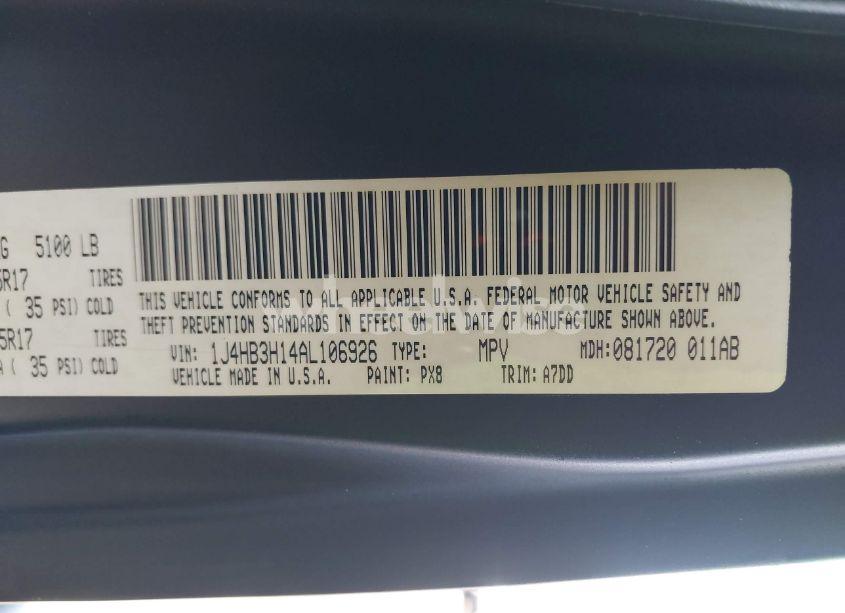 G 5100 LB
5R17 TIRES
( 35 PSI) COLD
5R17 TIRES
A ( 35 PSI) COLD
THIS VEHICLE CONFORMS TO ALL APPLICABLE U.S.A. FEDERAL MOTOR VEHICLE SAFETY AND
THEFT PREVENTION STANDARDS IN EFFECT ON THE DATE OF MANUFACTURE SHOWN ABOVE.
VIN: 1J4HB3H14AL106926 TYPE: MPV MDH: 081720 011AB
VEHICLE MADE IN U.S.A. PAINT: PX8 TRIM: A7DD